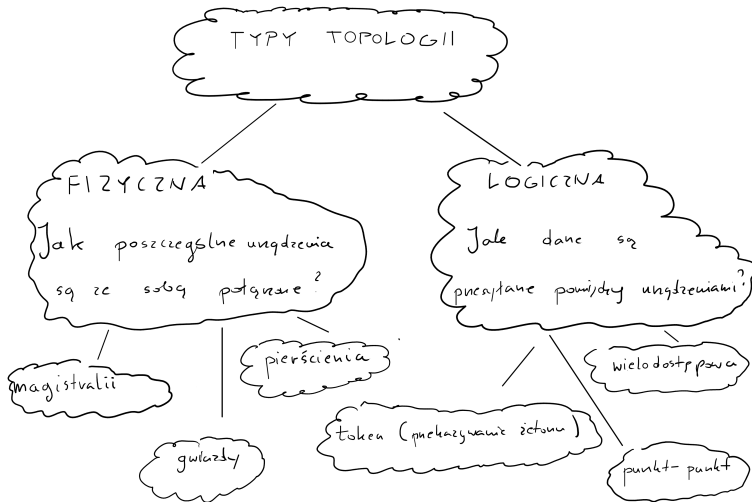 TYPY TOPOLOGII
FIZYCZNA
Jak poszczególne urządzenia
są ze sobą połączone?
LOGICZNA
Jak dane są
przesyłane pomiędzy urządzeniami?
magistralii
gwiazdy
pierścienia
token (przekazywanie żetonu)
punkt-punkt
wielodostępowa